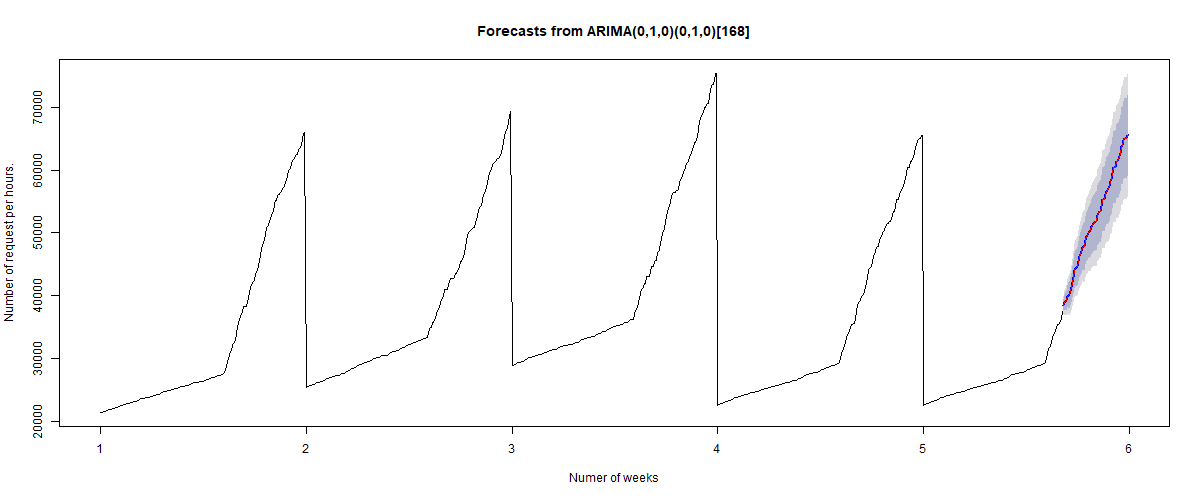 Forecasts from ARIMA(0,1,0)(0,1,0)[168]
Number of request per hours.
70000
60000
50000
40000
30000
20000
1 2 3 4 5 6
Numer of weeks